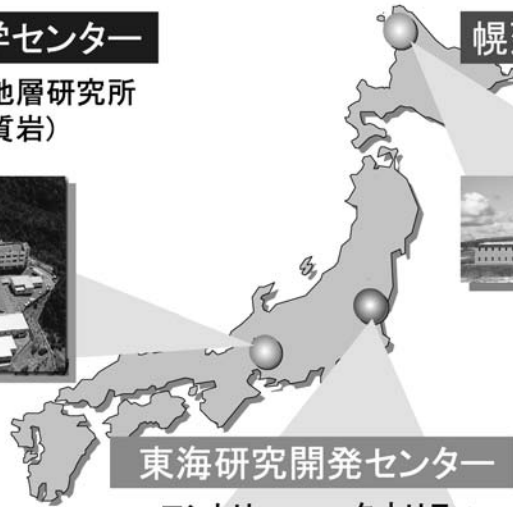 学センター
地層研究所
質岩）
幌
東海研究開発センター